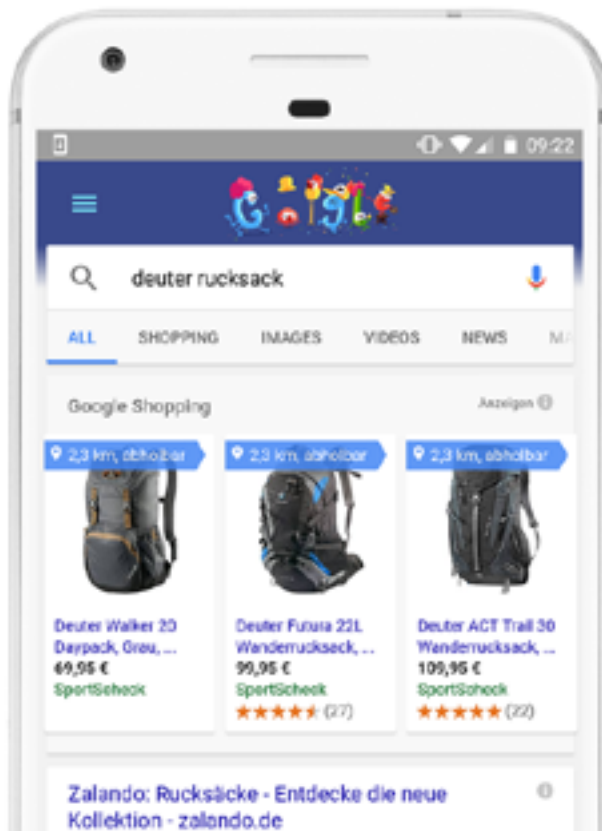 09:22
Google
deuter rucksack
ALL SHOPPING IMAGES VIDEOS NEWS MA
Google Shopping Anzeigen
2,3 km, abholbar 2,3 km, abholbar 2,3 km, abholbar
Deuter Walker 20 Deuter Futura 22L Deuter ACT Trail 30
Daypack, Grau, ... Wanderrucksack, ... Wanderrucksack, ...
69,95 € 99,95 € 109,95 €
SportScheck SportScheck SportScheck
(27) (22)
Zalando: Rucksäcke - Entdecke die neue
Kollektion - zalando.de